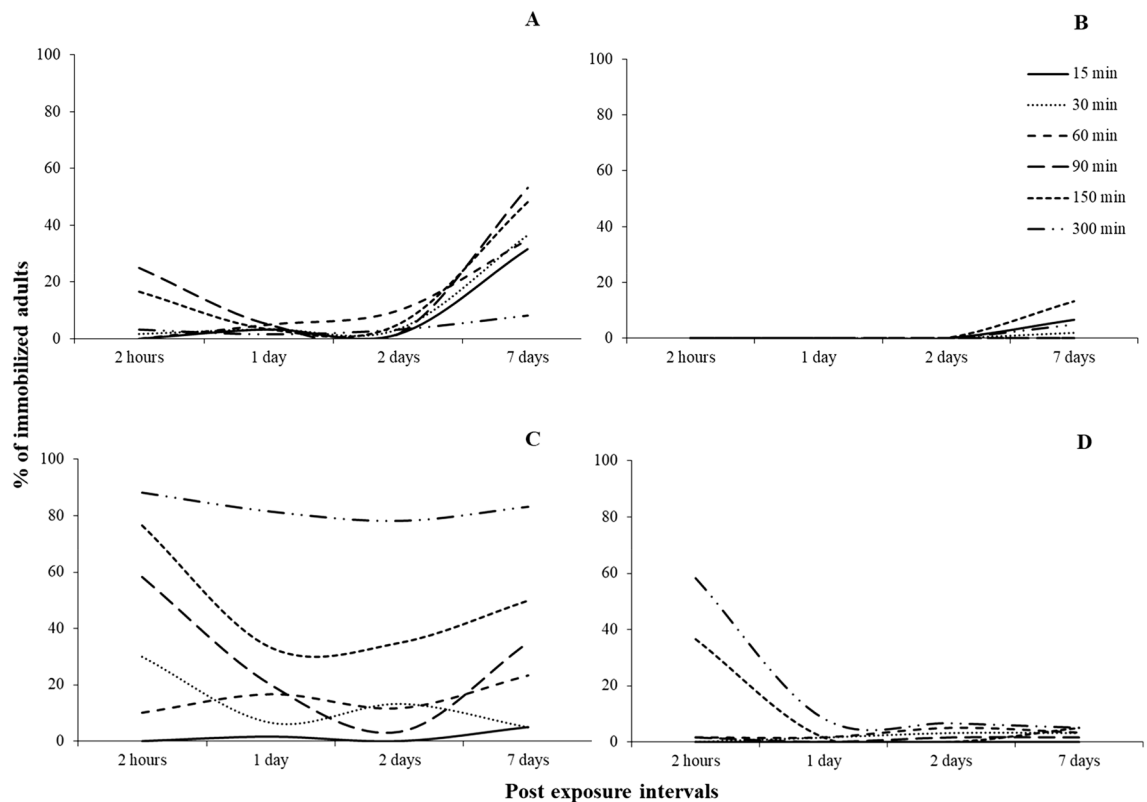 A
100
80
60
40
20
0
2 hours 1 day 2 days 7 days
B
100
80
60
40
20
0
2 hours 1 day 2 days 7 days
15 min
30 min
60 min
90 min
150 min
300 min
% of immobilized adults
C
100
80
60
40
20
0
2 hours 1 day 2 days 7 days
D
100
80
60
40
20
0
2 hours 1 day 2 days 7 days
Post exposure intervals